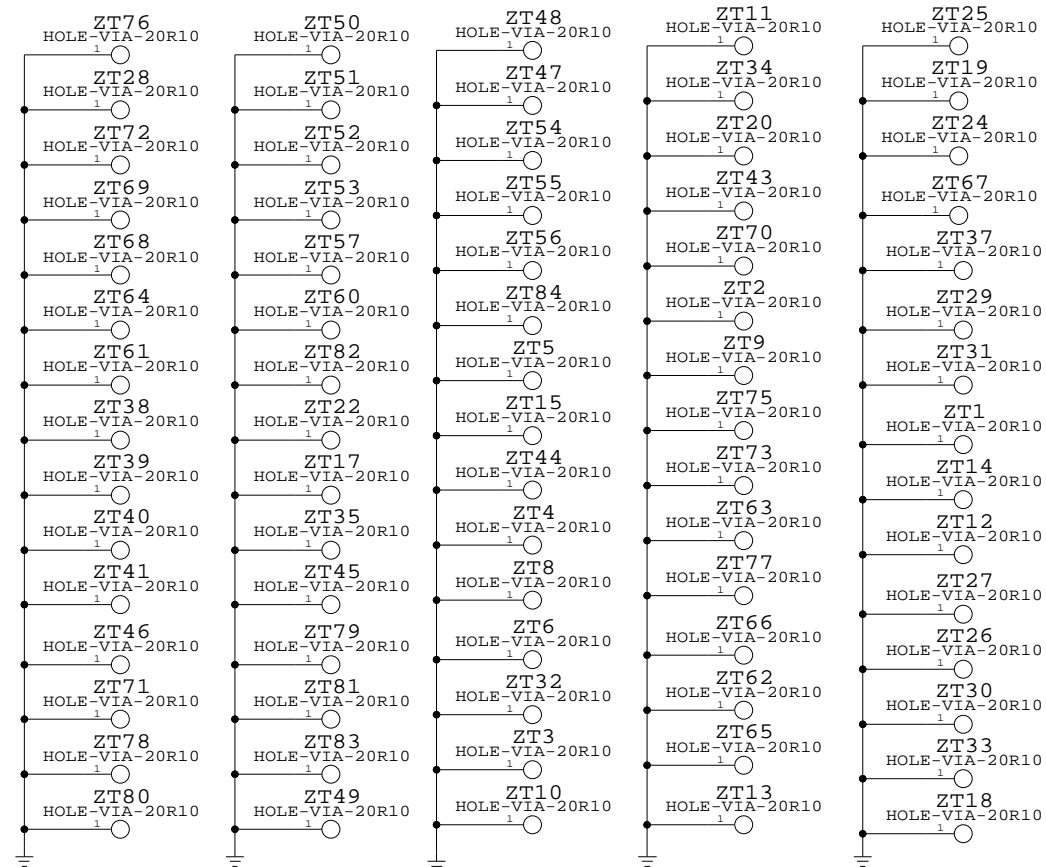 ZT76
HOLE-VIA-20R10
1
ZT28
HOLE-VIA-20R10
1
ZT72
HOLE-VIA-20R10
1
ZT69
HOLE-VIA-20R10
1
ZT68
HOLE-VIA-20R10
1
ZT64
HOLE-VIA-20R10
1
ZT61
HOLE-VIA-20R10
1
ZT38
HOLE-VIA-20R10
1
ZT39
HOLE-VIA-20R10
1
ZT40
HOLE-VIA-20R10
1
ZT41
HOLE-VIA-20R10
1
ZT46
HOLE-VIA-20R10
1
ZT71
HOLE-VIA-20R10
1
ZT78
HOLE-VIA-20R10
1
ZT80
HOLE-VIA-20R10
1
ZT50
HOLE-VIA-20R10
1
ZT51
HOLE-VIA-20R10
1
ZT52
HOLE-VIA-20R10
1
ZT53
HOLE-VIA-20R10
1
ZT57
HOLE-VIA-20R10
1
ZT60
HOLE-VIA-20R10
1
ZT82
HOLE-VIA-20R10
1
ZT22
HOLE-VIA-20R10
1
ZT17
HOLE-VIA-20R10
1
ZT35
HOLE-VIA-20R10
1
ZT45
HOLE-VIA-20R10
1
ZT79
HOLE-VIA-20R10
1
ZT81
HOLE-VIA-20R10
1
ZT83
HOLE-VIA-20R10
1
ZT49
HOLE-VIA-20R10
1
ZT48
HOLE-VIA-20R10
1
ZT47
HOLE-VIA-20R10
1
ZT54
HOLE-VIA-20R10
1
ZT55
HOLE-VIA-20R10
1
ZT56
HOLE-VIA-20R10
1
ZT84
HOLE-VIA-20R10
1
ZT5
HOLE-VIA-20R10
1
ZT15
HOLE-VIA-20R10
1
ZT44
HOLE-VIA-20R10
1
ZT4
HOLE-VIA-20R10
1
ZT8
HOLE-VIA-20R10
1
ZT6
HOLE-VIA-20R10
1
ZT32
HOLE-VIA-20R10
1
ZT3
HOLE-VIA-20R10
1
ZT10
HOLE-VIA-20R10
1
ZT11
HOLE-VIA-20R10
1
ZT34
HOLE-VIA-20R10
1
ZT20
HOLE-VIA-20R10
1
ZT43
HOLE-VIA-20R10
1
ZT70
HOLE-VIA-20R10
1
ZT2
HOLE-VIA-20R10
1
ZT9
HOLE-VIA-20R10
1
ZT75
HOLE-VIA-20R10
1
ZT73
HOLE-VIA-20R10
1
ZT63
HOLE-VIA-20R10
1
ZT77
HOLE-VIA-20R10
1
ZT66
HOLE-VIA-20R10
1
ZT62
HOLE-VIA-20R10
1
ZT65
HOLE-VIA-20R10
1
ZT13
HOLE-VIA-20R10
1
ZT25
HOLE-VIA-20R10
1
ZT19
HOLE-VIA-20R10
1
ZT24
HOLE-VIA-20R10
1
ZT67
HOLE-VIA-20R10
1
ZT37
HOLE-VIA-20R10
1
ZT29
HOLE-VIA-20R10
1
ZT31
HOLE-VIA-20R10
1
ZT1
HOLE-VIA-20R10
1
ZT14
HOLE-VIA-20R10
1
ZT12
HOLE-VIA-20R10
1
ZT27
HOLE-VIA-20R10
1
ZT26
HOLE-VIA-20R10
1
ZT30
HOLE-VIA-20R10
1
ZT33
HOLE-VIA-20R10
1
ZT18
HOLE-VIA-20R10
1